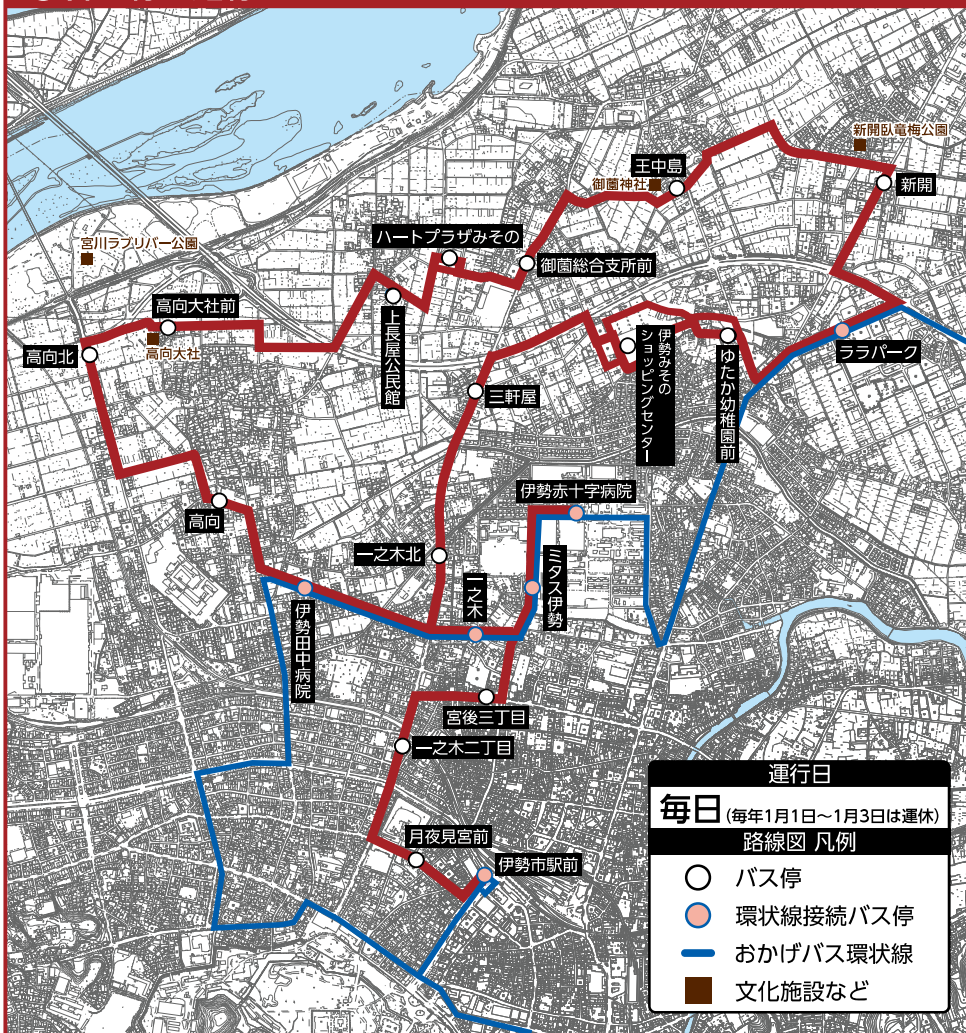 新開臥竜梅公園
王中島
御薗神社
新開
ハートプラザみその
宮川ラブリバー公園
御薗総合支所前
高向大社前
上長屋公民館
高向大社
高向北
伊勢みその
ショッピングセンター
ゆたか幼稚園前
ララパーク
三軒屋
伊勢赤十字病院
高向
一之木北
ミタス伊勢
一之木
伊勢田中病院
宮後三丁目
一之木二丁目
月夜見宮前
伊勢市駅前
運行日
毎日(毎年1月1日～1月3日は運休)
路線図 凡例
バス停
環状線接続バス停
おかげバス環状線
文化施設など